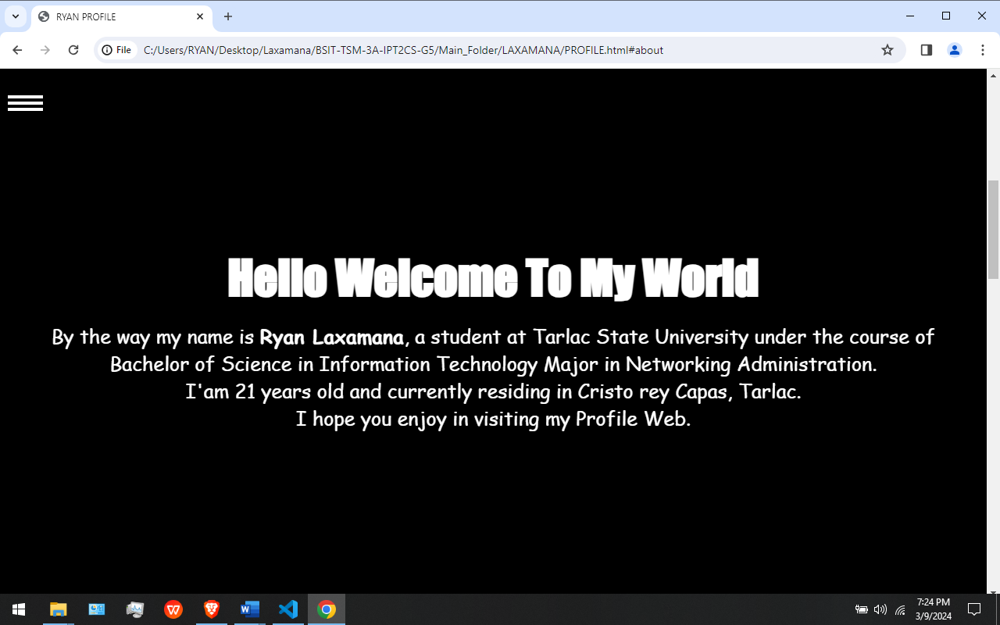 RYAN PROFILE
File C:/Users/RYAN/Desktop/Laxamana/BSIT-TSM-3A-IPT2CS-G5/Main_Folder/LAXAMANA/PROFILE.html#about
Hello Welcome To My World
By the way my name is Ryan Laxamana, a student at Tarlac State University under the course of
Bachelor of Science in Information Technology Major in Networking Administration.
I'am 21 years old and currently residing in Cristo rey Capas, Tarlac.
I hope you enjoy in visiting my Profile Web.
7:24 PM
3/9/2024